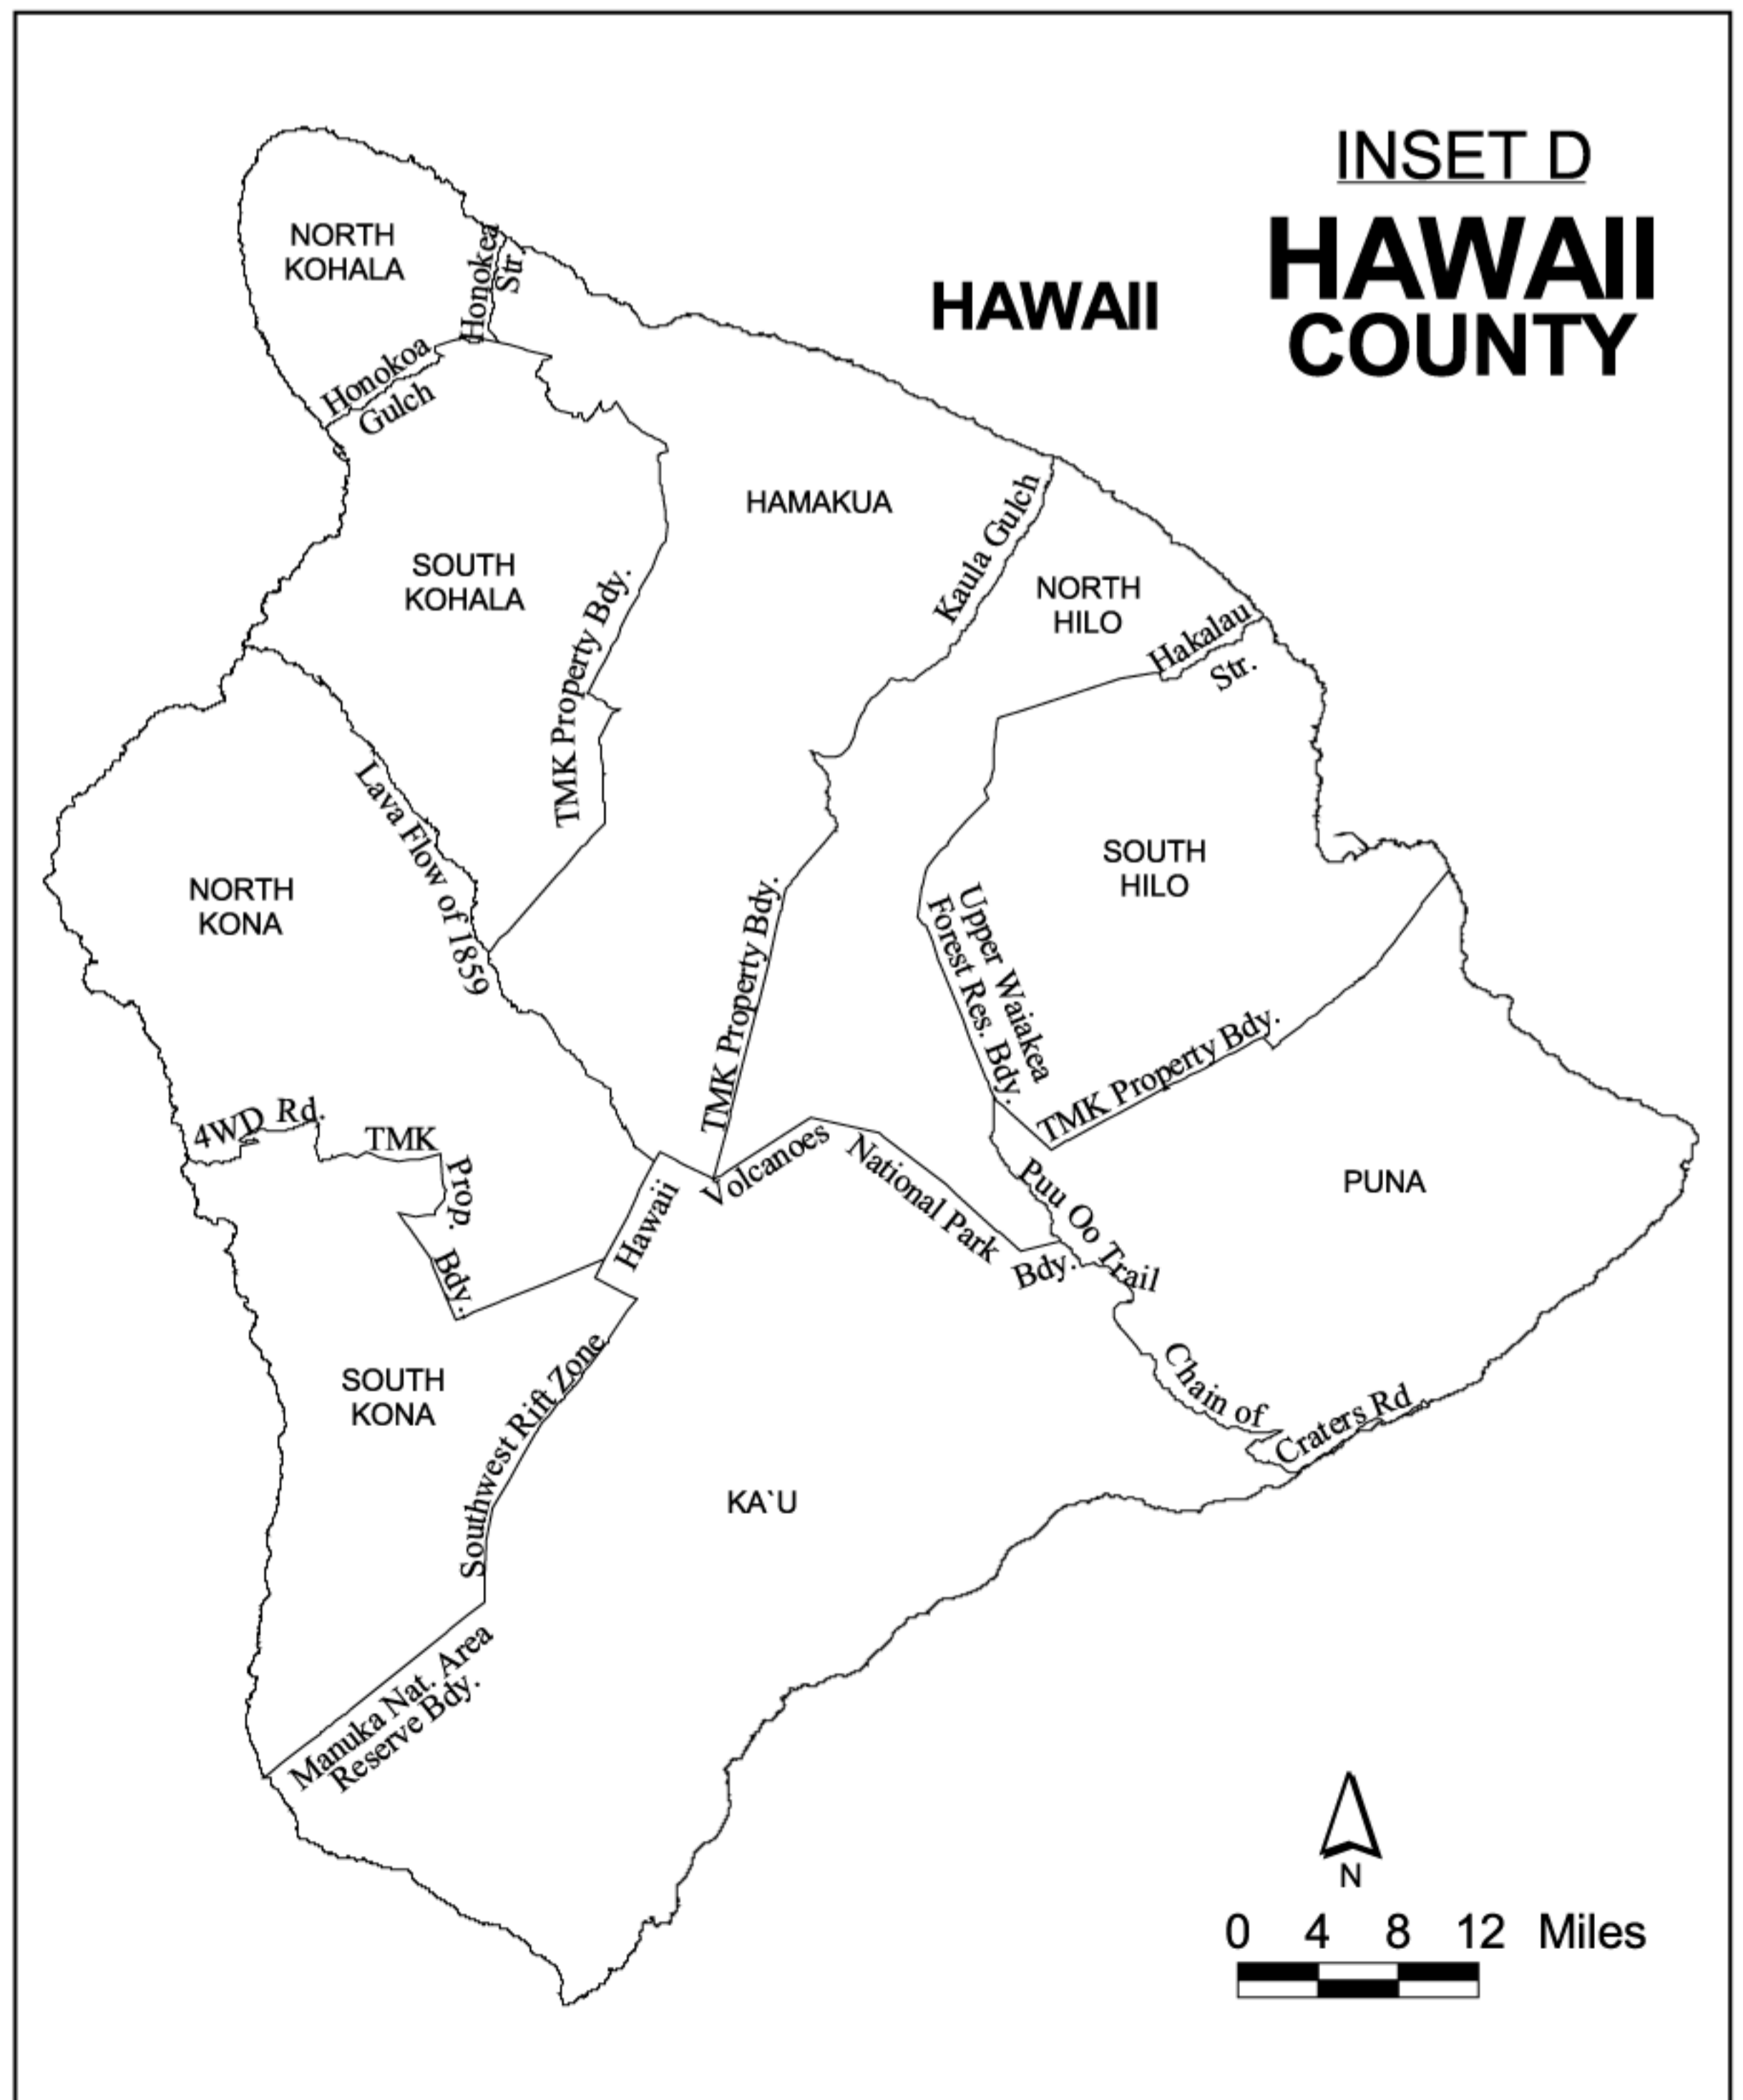 INSET D
HAWAII
COUNTY
HAWAII
NORTH
KOHALA
Honokea
Str.
Honokoa
Gulch
HAMAKUA
Kaula Gulch
SOUTH
KOHALA
NORTH
HILO
Hakalau
Str.
TMK Property Bdy.
Lava Flow of 1859
NORTH
KONA
SOUTH
HILO
Upper Waiakea
Forest Res. Bdy.
TMK Property Bdy.
TMK Property Bdy.
4WD Rd.
TMK
Prop.
Bdy.
Hawaii
Volcanoes
National Park
Bdy.
Puu Oo Trail
PUNA
SOUTH
KONA
Southwest Rift Zone
Chain of
Craters Rd
KA`U
Manuka Nat. Area
Reserve Bdy.
N
0 4 8 12 Miles